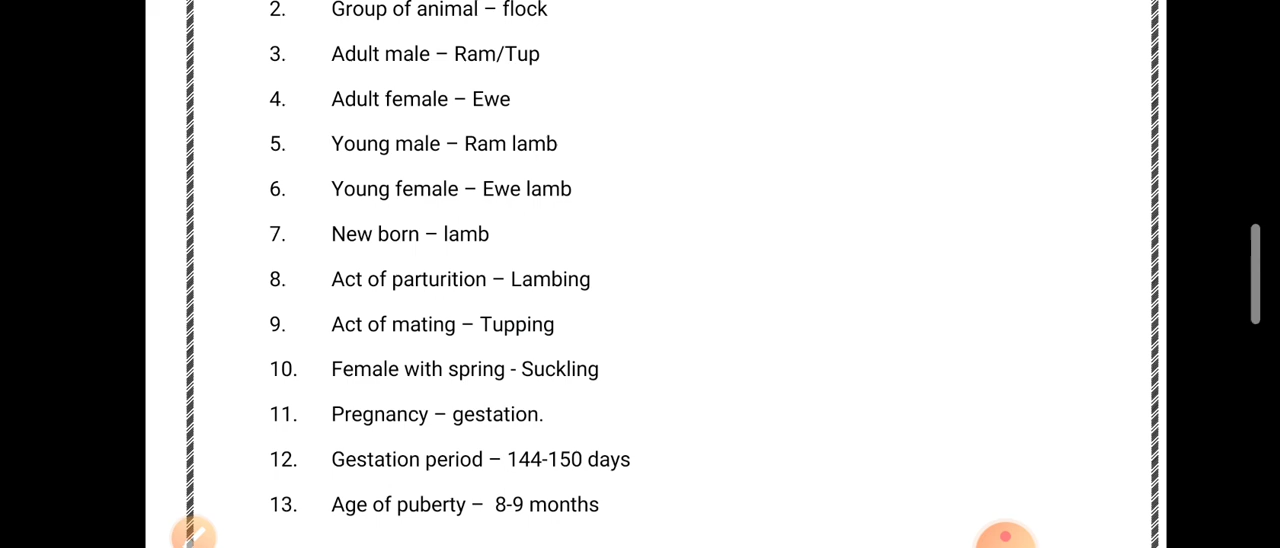 2. Group of animal – flock
3. Adult male – Ram/Tup
4. Adult female – Ewe
5. Young male – Ram lamb
6. Young female – Ewe lamb
7. New born – lamb
8. Act of parturition – Lambing
9. Act of mating – Tupping
10. Female with spring - Suckling
11. Pregnancy – gestation.
12. Gestation period – 144-150 days
13. Age of puberty –  8-9 months